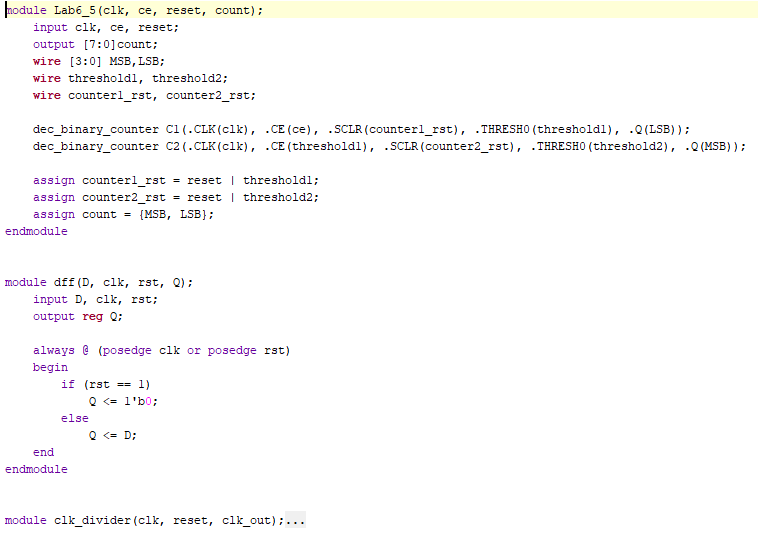 module Lab6_5(clk, ce, reset, count);
    input clk, ce, reset;
    output [7:0]count;
    wire [3:0] MSB,LSB;
    wire threshold1, threshold2;
    wire counter1_rst, counter2_rst;

    dec_binary_counter C1(.CLK(clk), .CE(ce), .SCLR(counter1_rst), .THRESH0(threshold1), .Q(LSB));
    dec_binary_counter C2(.CLK(clk), .CE(threshold1), .SCLR(counter2_rst), .THRESH0(threshold2), .Q(MSB));

    assign counter1_rst = reset | threshold1;
    assign counter2_rst = reset | threshold2;
    assign count = {MSB, LSB};
endmodule

module dff(D, clk, rst, Q);
    input D, clk, rst;
    output reg Q;

    always @ (posedge clk or posedge rst)
    begin
        if (rst == 1)
            Q <= 1'b0;
        else
            Q <= D;
    end
endmodule

module clk_divider(clk, reset, clk_out);...